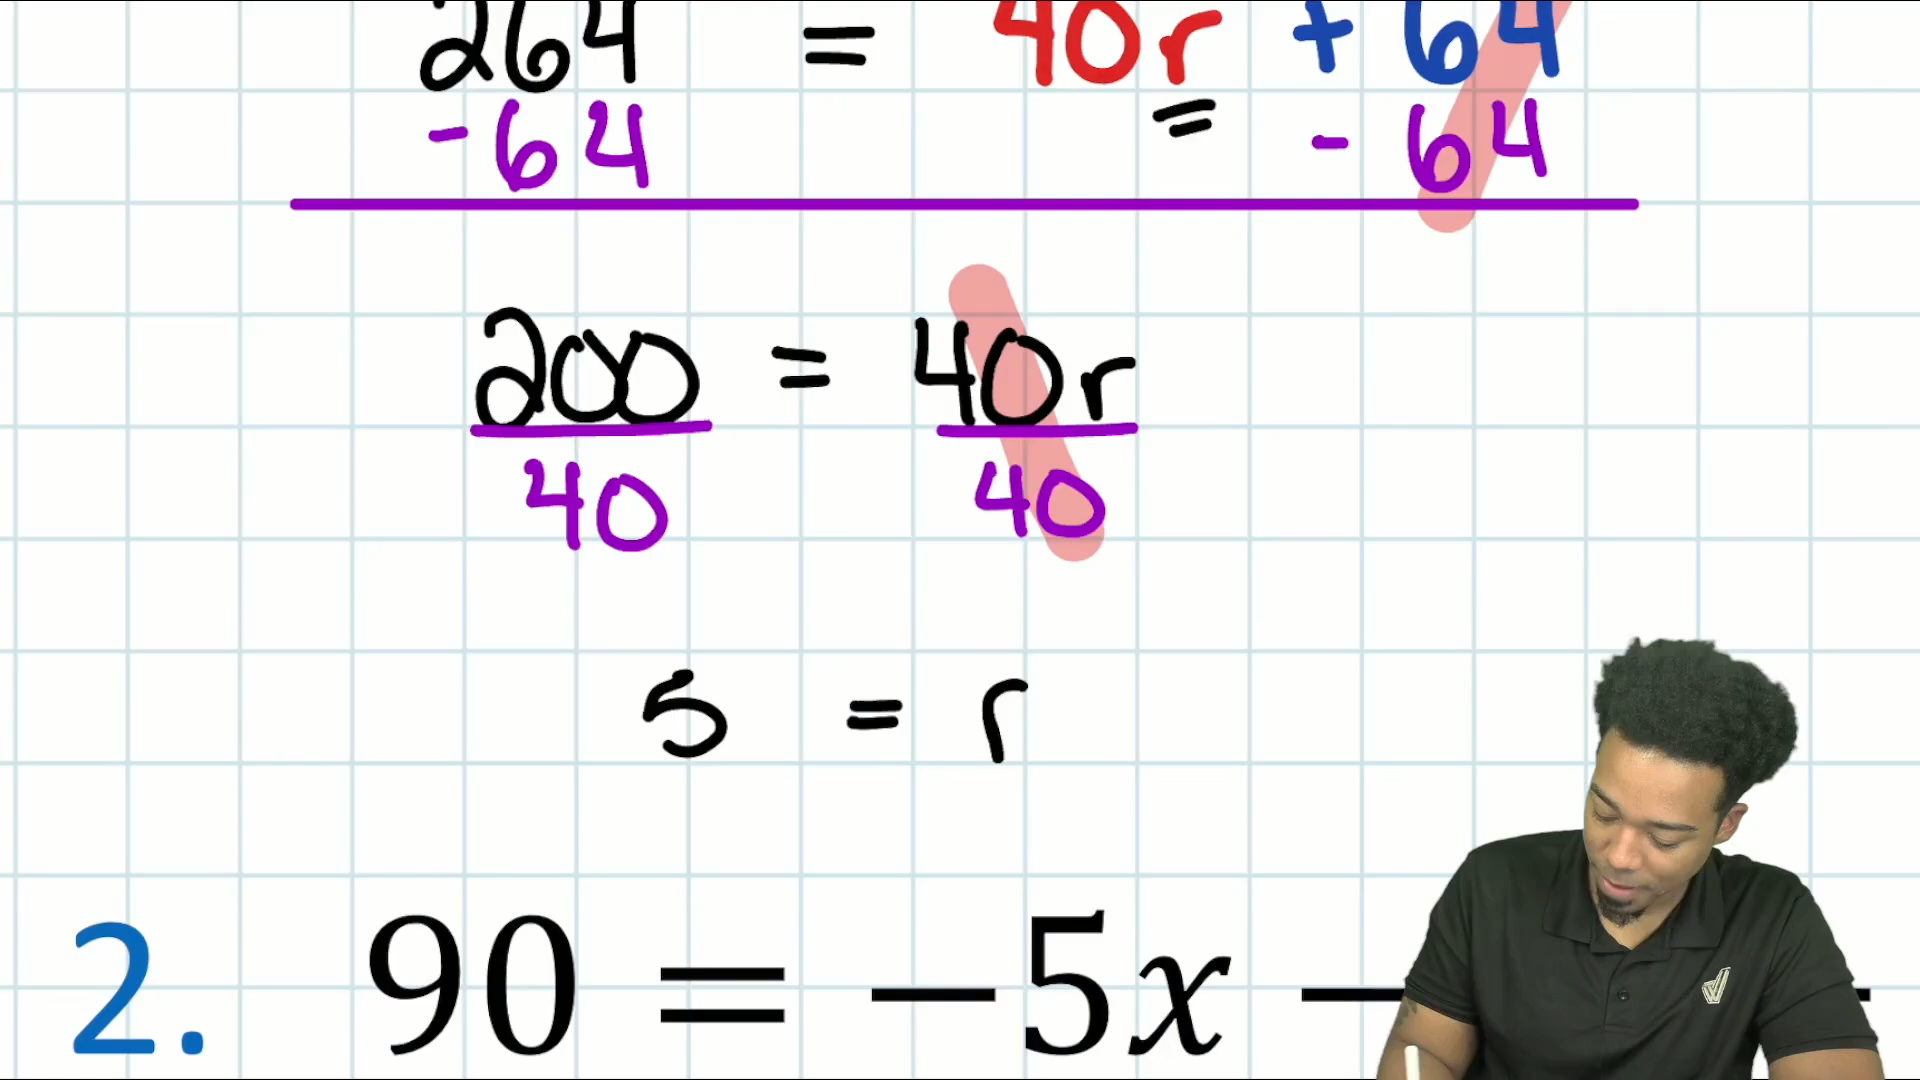 264 = 40r + 64
-64 - 64
200 = 40r
40 40
5 = r
2. 90 = −5x −